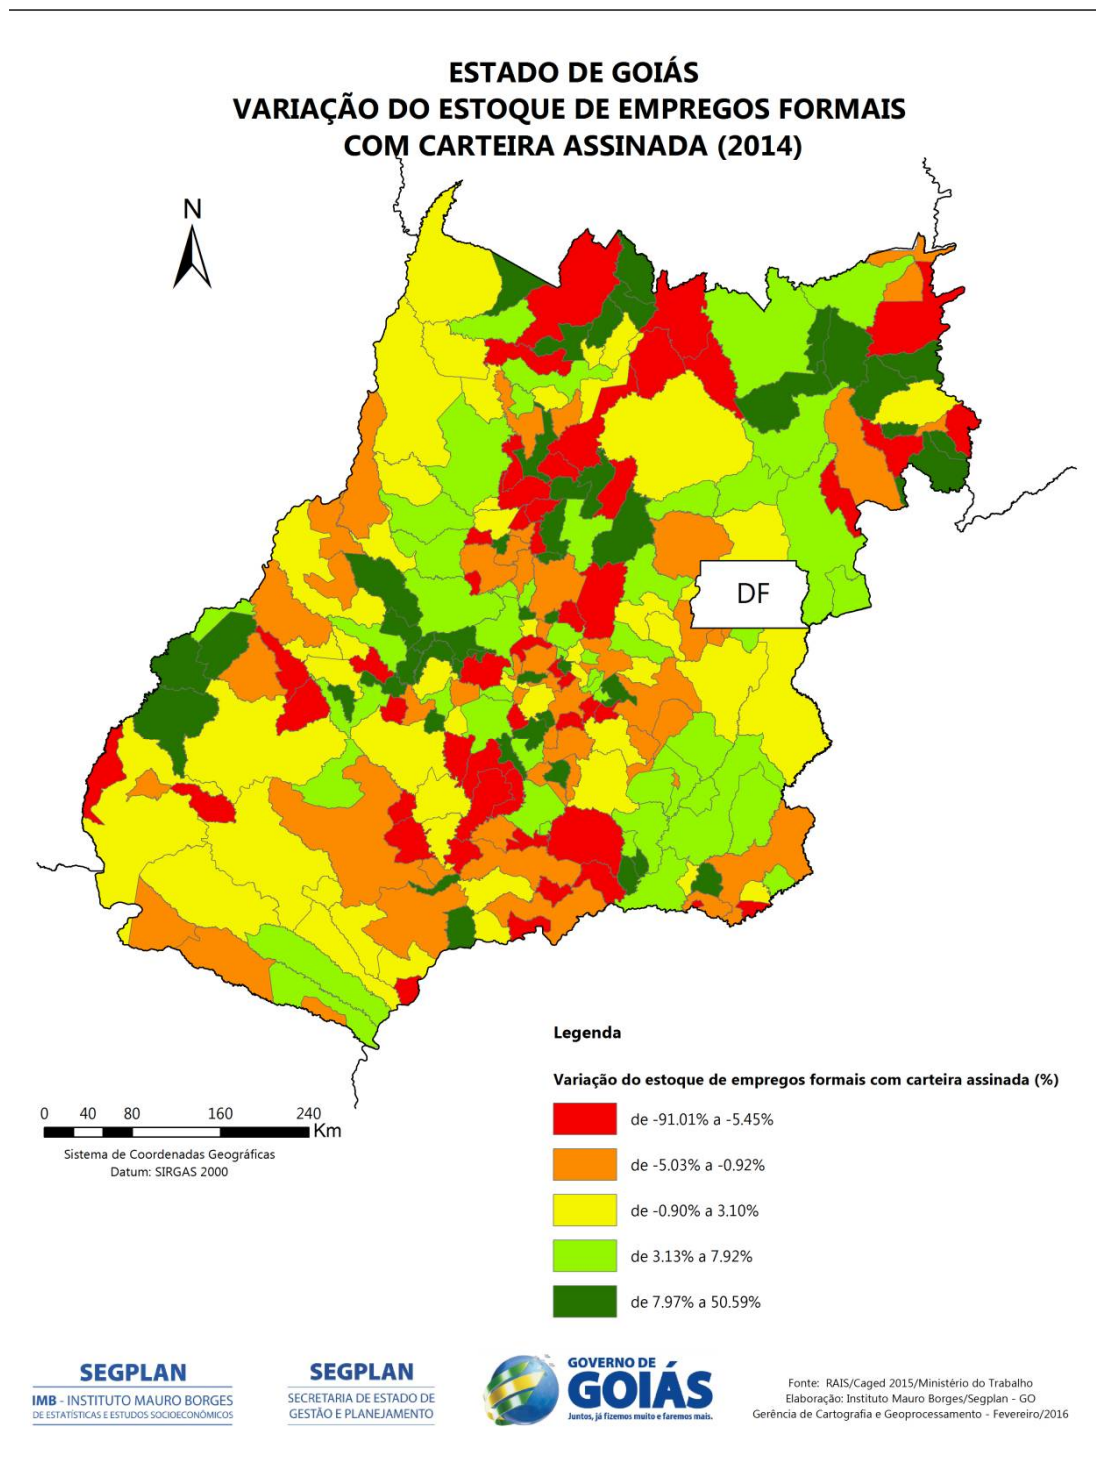 ESTADO DE GOIÁS
VARIAÇÃO DO ESTOQUE DE EMPREGOS FORMAIS
COM CARTEIRA ASSINADA (2014)
N
DF
Legenda
Variação do estoque de empregos formais com carteira assinada (%)
de -91.01% a -5.45%
de -5.03% a -0.92%
de -0.90% a 3.10%
de 3.13% a 7.92%
de 7.97% a 50.59%
0 40 80 160 240
Km
Sistema de Coordenadas Geográficas
Datum: SIRGAS 2000
SEGPLAN
IMB - INSTITUTO MAURO BORGES
DE ESTATÍSTICAS E ESTUDOS SOCIOECONÔMICOS
SEGPLAN
SECRETARIA DE ESTADO DE
GESTÃO E PLANEJAMENTO
GOVERNO DE
GOIÁS
Juntos, já fizemos muito e faremos mais.
Fonte: RAIS/Caged 2015/Ministério do Trabalho
Elaboração: Instituto Mauro Borges/Segplan - GO
Gerência de Cartografia e Geoprocessamento - Fevereiro/2016